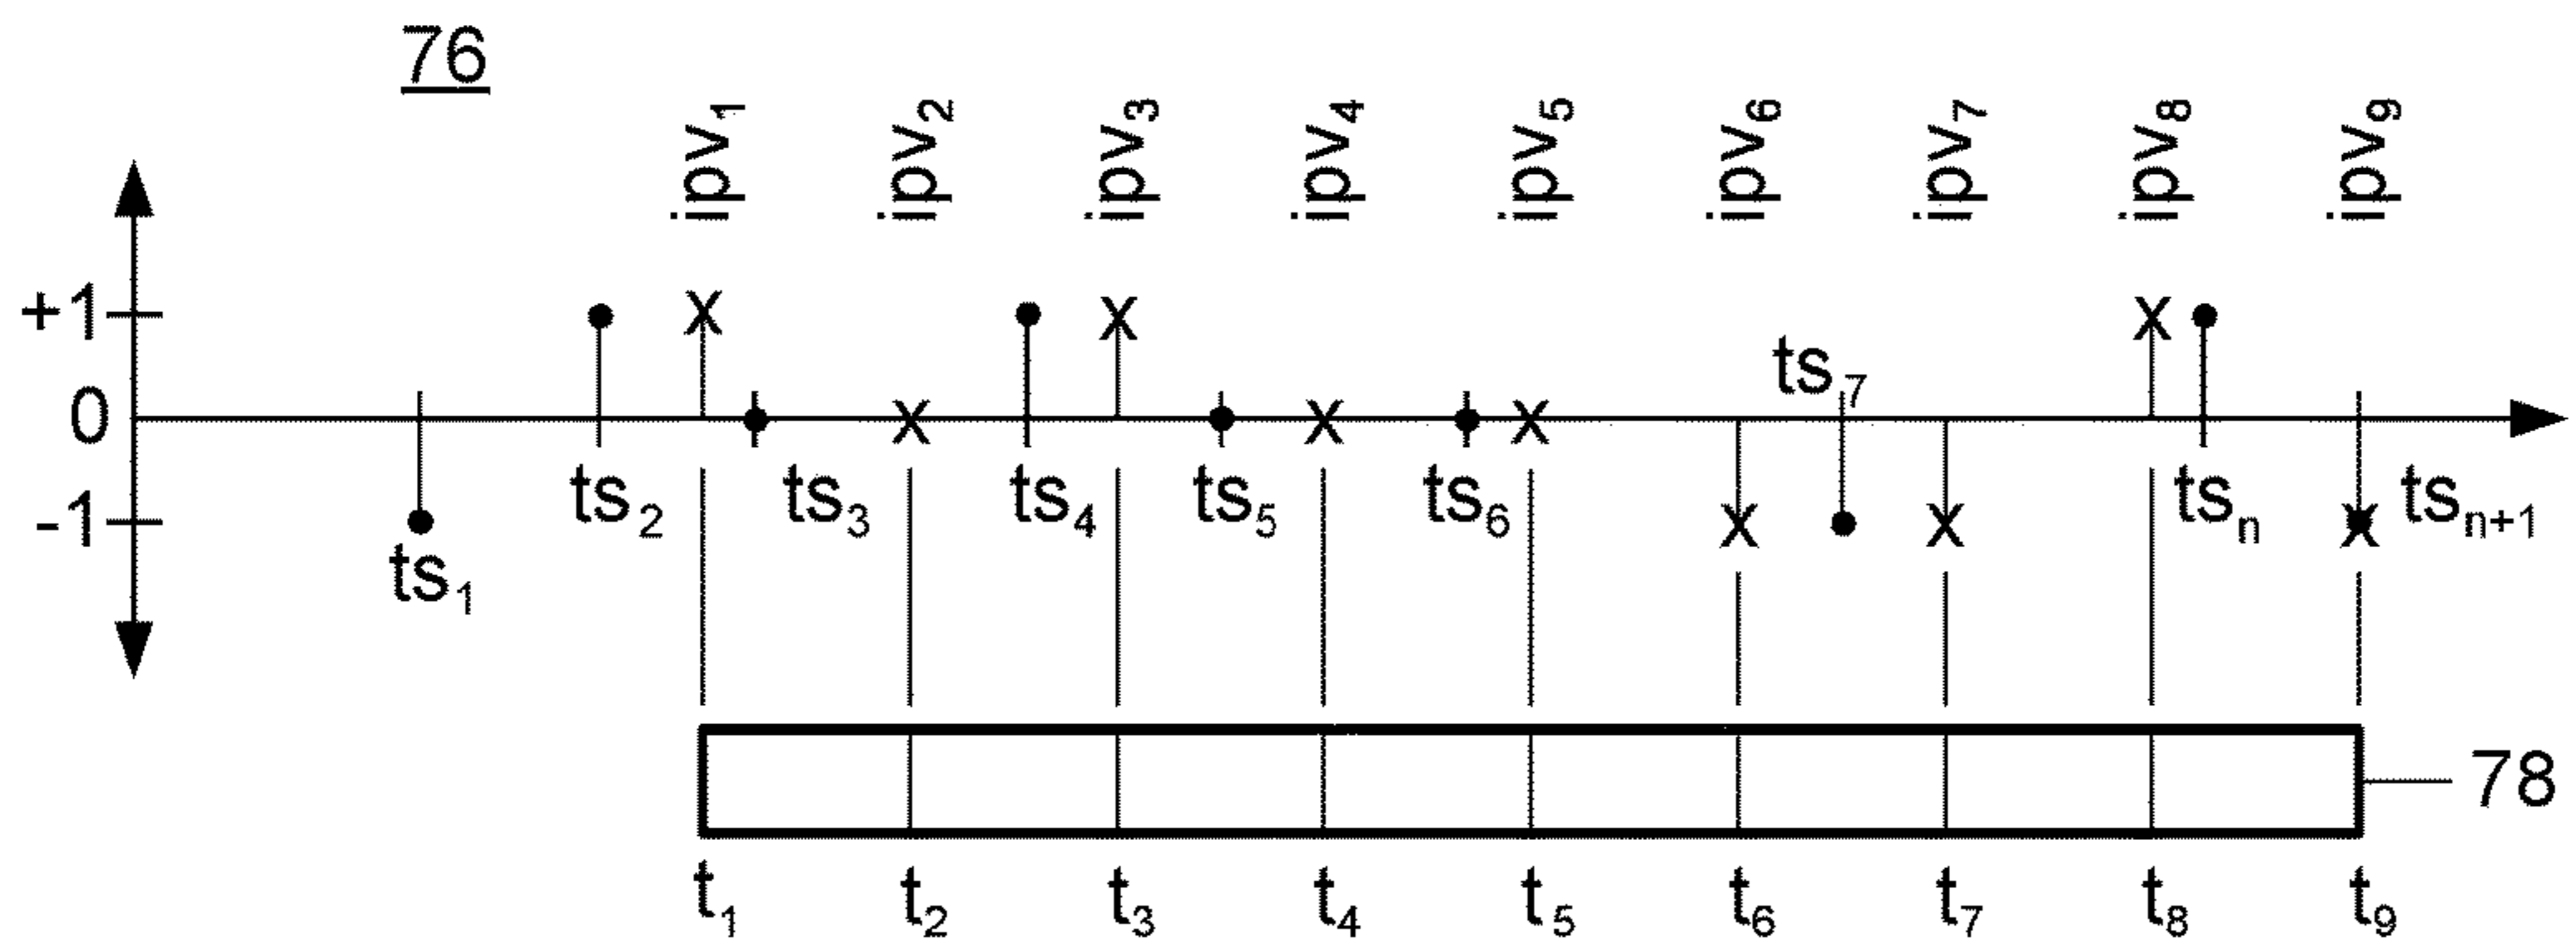 76
ipv₁ ipv₂ ipv₃ ipv₄ ipv₅ ipv₆ ipv₇ ipv₈ ipv₉
+1
ts₇
0
ts₂ ts₃ ts₄ ts₅ ts₆ tsₙ tsₙ₊₁
-1
ts₁
78
t₁ t₂ t₃ t₄ t₅ t₆ t₇ t₈ t₉